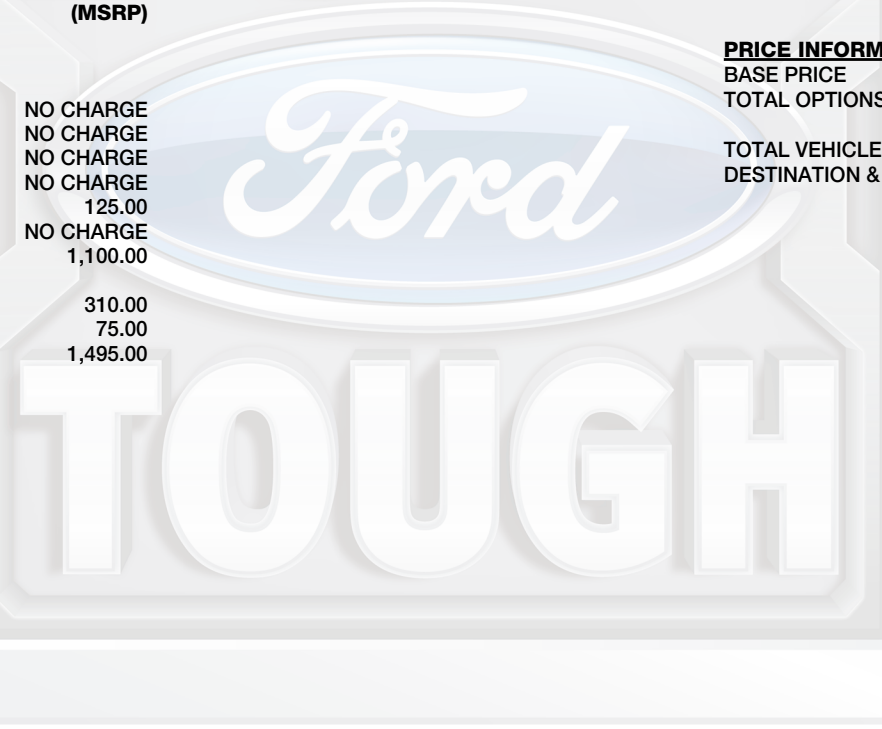 (MSRP)
NO CHARGE
NO CHARGE
NO CHARGE
NO CHARGE
125.00
NO CHARGE
1,100.00
310.00
75.00
1,495.00
PRICE INFORM
BASE PRICE
TOTAL OPTIONS
TOTAL VEHICLE
DESTINATION &
Ford
TOUGH